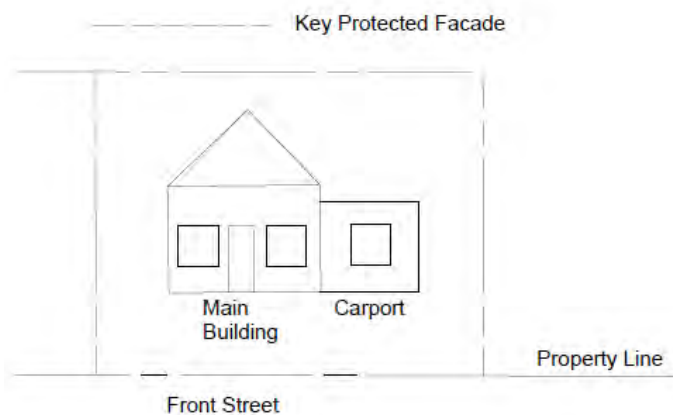 Key Protected Facade
Main
Building
Carport
Property Line
Front Street